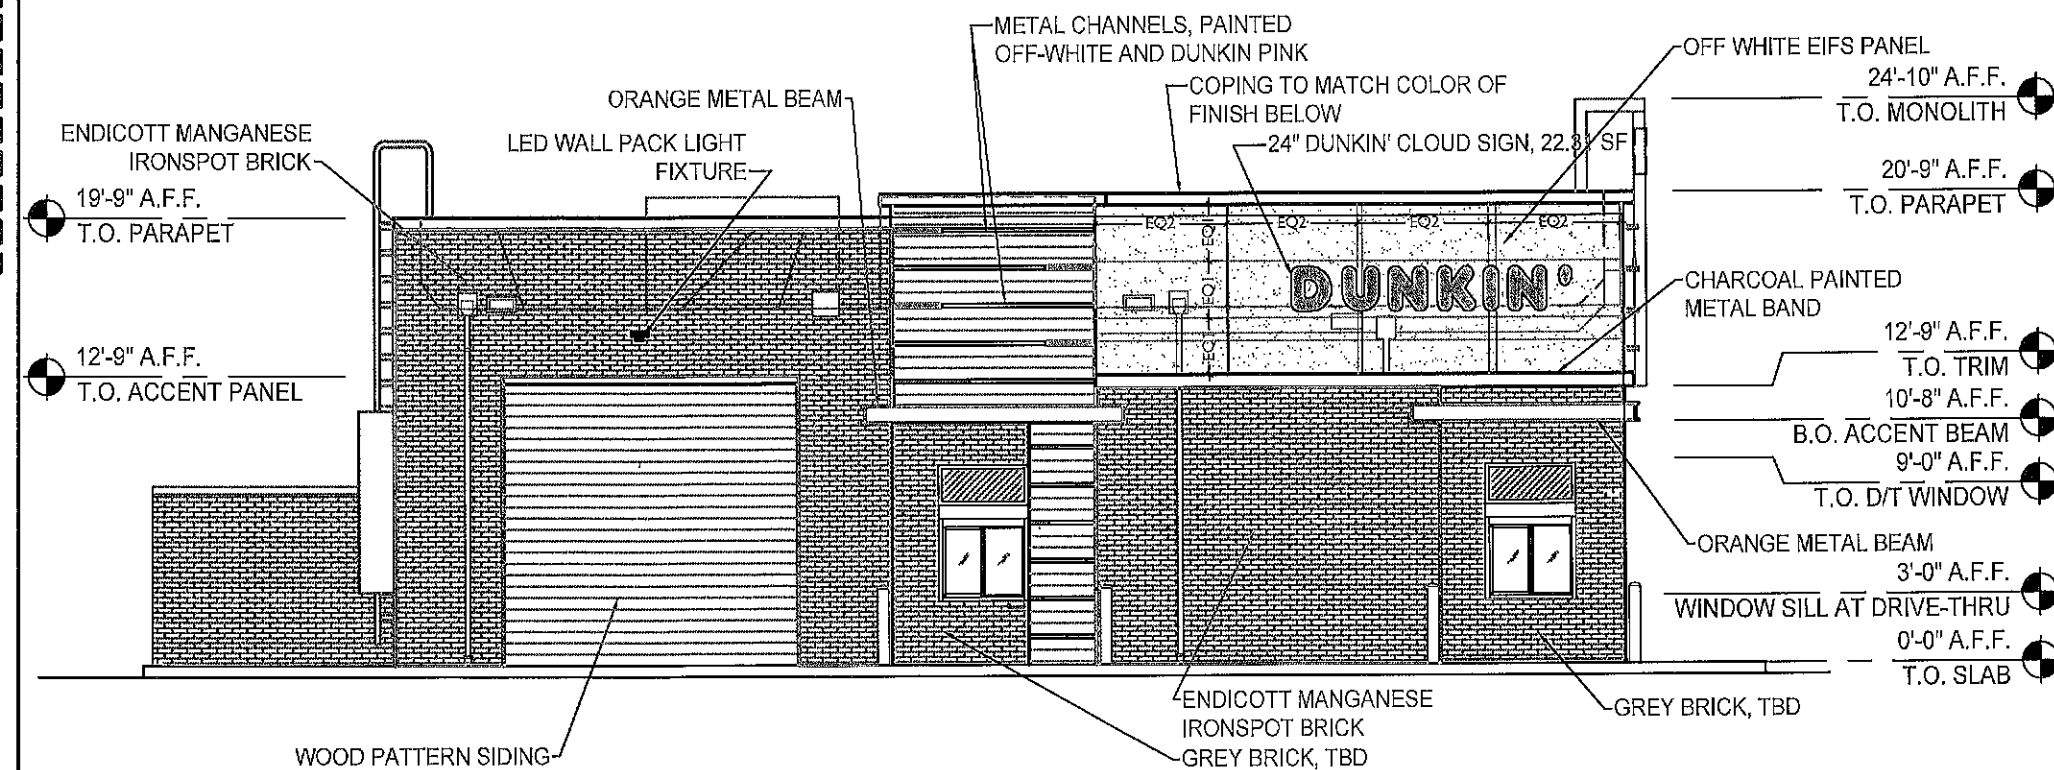 METAL CHANNELS, PAINTED
OFF-WHITE AND DUNKIN PINK
OFF WHITE EIFS PANEL
24'-10" A.F.F.
T.O. MONOLITH
COPING TO MATCH COLOR OF
FINISH BELOW
ORANGE METAL BEAM
ENDICOTT MANGANESE
IRONSPOT BRICK
LED WALL PACK LIGHT
FIXTURE
24" DUNKIN' CLOUD SIGN, 22.3 SF
20'-9" A.F.F.
T.O. PARAPET
19'-9" A.F.F.
T.O. PARAPET
EQ2 EQ2 EQ2 EQ2
EQ1
EQ1
EQ1
DUNKIN'
CHARCOAL PAINTED
METAL BAND
12'-9" A.F.F.
T.O. TRIM
12'-9" A.F.F.
T.O. ACCENT PANEL
10'-8" A.F.F.
B.O. ACCENT BEAM
9'-0" A.F.F.
T.O. D/T WINDOW
ORANGE METAL BEAM
3'-0" A.F.F.
WINDOW SILL AT DRIVE-THRU
0'-0" A.F.F.
T.O. SLAB
ENDICOTT MANGANESE
IRONSPOT BRICK
GREY BRICK, TBD
GREY BRICK, TBD
WOOD PATTERN SIDING